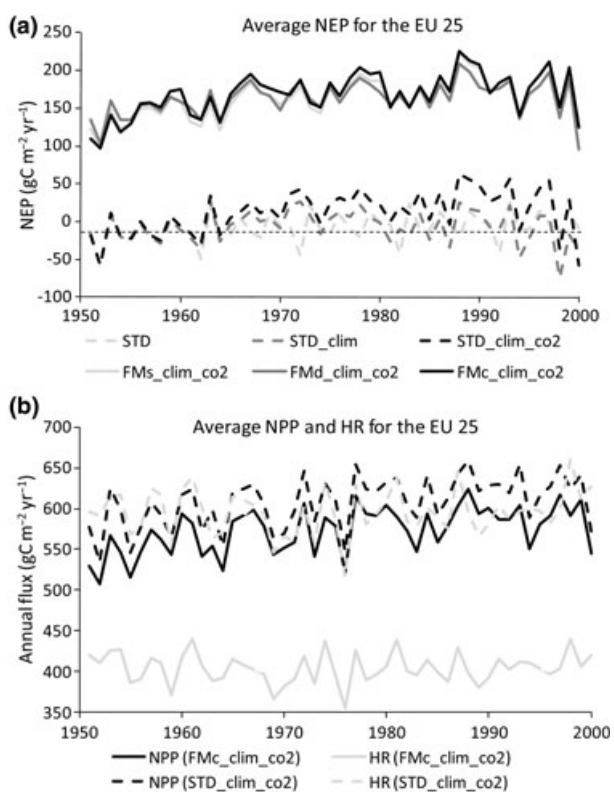 (a) Average NEP for the EU 25
250
200
150
100
50
0
-50
-100
NEP (gC m⁻² yr⁻¹)
1950 1960 1970 1980 1990 2000
STD STD_clim STD_clim_co2
FMs_clim_co2 FMd_clim_co2 FMc_clim_co2
(b) Average NPP and HR for the EU 25
700
650
600
550
500
450
400
350
Annual flux (gC m⁻² yr⁻¹)
1950 1960 1970 1980 1990 2000
NPP (FMc_clim_co2) HR (FMc_clim_co2)
NPP (STD_clim_co2) HR (STD_clim_co2)